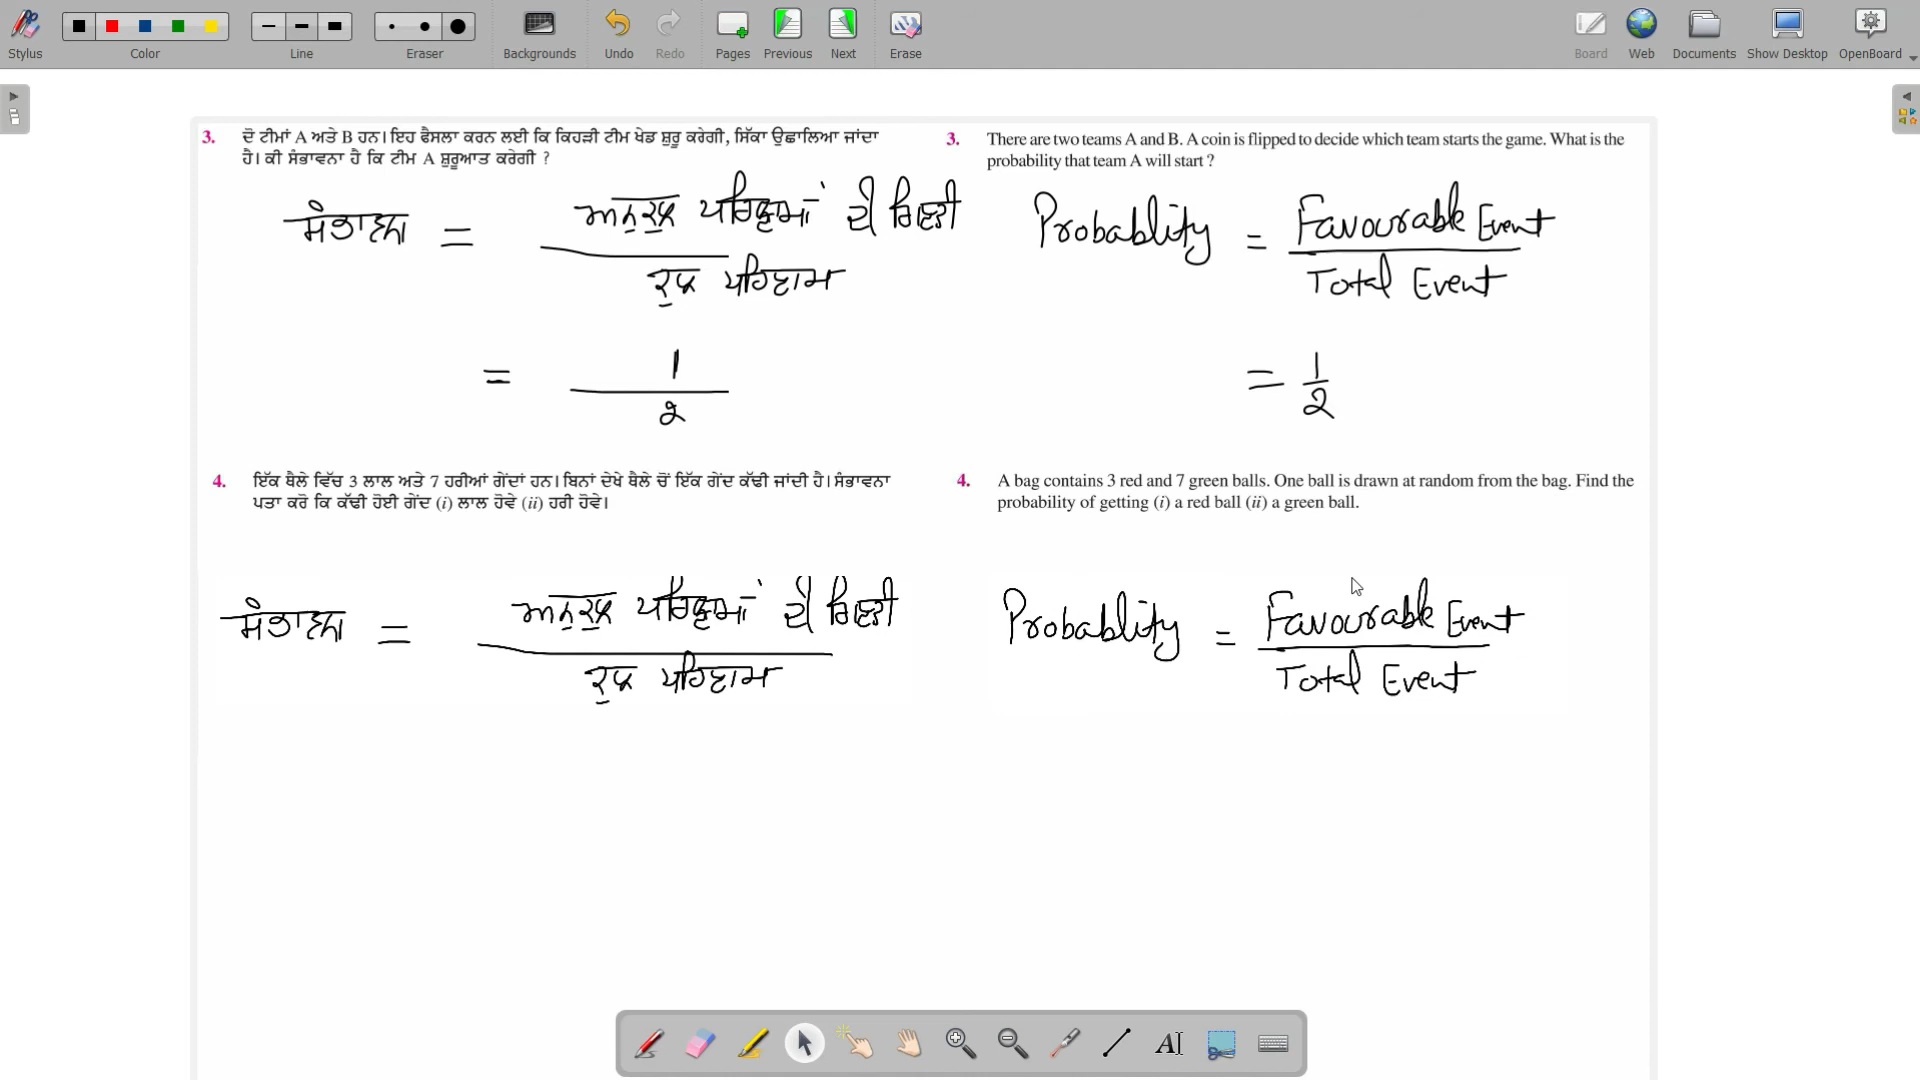 Stylus Color Line Eraser Backgrounds Undo Redo Pages Previous Next Erase Board Web Documents Show Desktop OpenBoard
3. ਦੋ ਟੀਮਾਂ A ਅਤੇ B ਹਨ। ਇਹ ਫੈਸਲਾ ਕਰਨ ਲਈ ਕਿ ਕਿਹੜੀ ਟੀਮ ਖੇਡ ਸ਼ੁਰੂ ਕਰੇਗੀ, ਸਿੱਕਾ ਉਛਾਲਿਆ ਜਾਂਦਾ
ਹੈ। ਕੀ ਸੰਭਾਵਨਾ ਹੈ ਕਿ ਟੀਮ A ਸ਼ੁਰੂਆਤ ਕਰੇਗੀ ?
ਅਨੁਕੂਲ ਪਰਿਣਾਮਾਂ ਦੀ ਗਿਣਤੀ
ਸੰਭਾਵਨਾ =
ਕੁਲ ਪਰਿਣਾਮ
= 1
2
3. There are two teams A and B. A coin is flipped to decide which team starts the game. What is the
probability that team A will start ?
Probablity = Favourable Event
Total Event
= 1
2
4. ਇੱਕ ਥੈਲੇ ਵਿੱਚ 3 ਲਾਲ ਅਤੇ 7 ਹਰੀਆਂ ਗੇਂਦਾਂ ਹਨ। ਬਿਨਾਂ ਦੇਖੇ ਥੈਲੇ ਚੋਂ ਇੱਕ ਗੇਂਦ ਕੱਢੀ ਜਾਂਦੀ ਹੈ। ਸੰਭਾਵਨਾ
ਪਤਾ ਕਰੋ ਕਿ ਕੱਢੀ ਹੋਈ ਗੇਂਦ (i) ਲਾਲ ਹੋਵੇ (ii) ਹਰੀ ਹੋਵੇ।
ਅਨੁਕੂਲ ਪਰਿਣਾਮਾਂ ਦੀ ਗਿਣਤੀ
ਸੰਭਾਵਨਾ =
ਕੁਲ ਪਰਿਣਾਮ
4. A bag contains 3 red and 7 green balls. One ball is drawn at random from the bag. Find the
probability of getting (i) a red ball (ii) a green ball.
Probablity = Favourable Event
Total Event